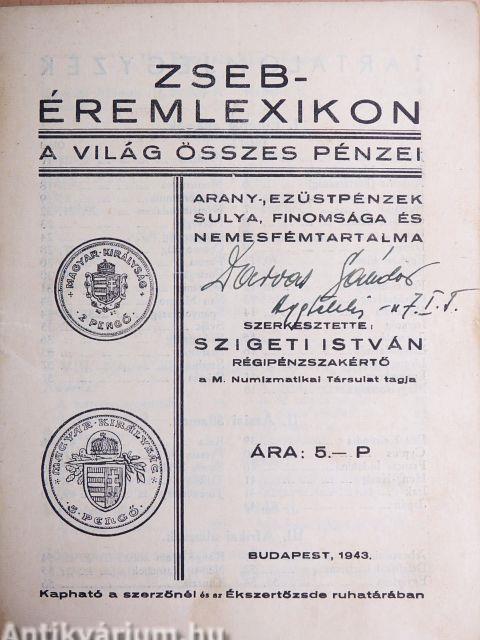 ZSEB-
ÉREMLEXIKON
A VILÁG ÖSSZES PÉNZEI
ARANY-, EZÜSTPÉNZEK
SULYA, FINOMSÁGA ÉS
NEMESFÉMTARTALMA
MAGYAR·KIRÁLYSÁG
2 PENGŐ
Darvas Sándor
SZERKESZTETTE:
SZIGETI ISTVÁN
RÉGIPÉNZSZAKÉRTŐ
a M. Numizmatikai Társulat tagja
MAGYAR·KIRÁLYSÁG
5·PENGŐ
ÁRA: 5.— P
BUDAPEST, 1943.
Kapható a szerzőnél és az Ékszertőzsde ruhatárában
Antikvárium.hu